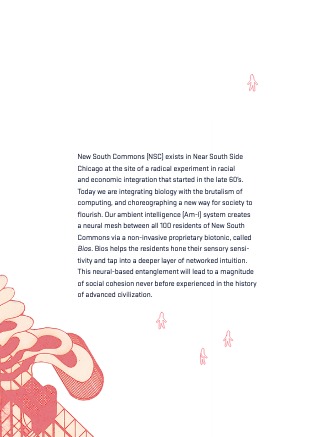 New South Commons [NSC] exists in Near South Side
Chicago at the site of a radical experiment in racial
and economic integration that started in the late 60's.
Today we are integrating biology with the brutalism of
computing, and choreographing a new way for society to
flourish. Our ambient intelligence [Am-I] system creates
a neural mesh between all 100 residents of New South
Commons via a non-invasive proprietary biotonic, called
Bios. Bios helps the residents hone their sensory sensi-
tivity and tap into a deeper layer of networked intuition.
This neural-based entanglement will lead to a magnitude
of social cohesion never before experienced in the history
of advanced civilization.